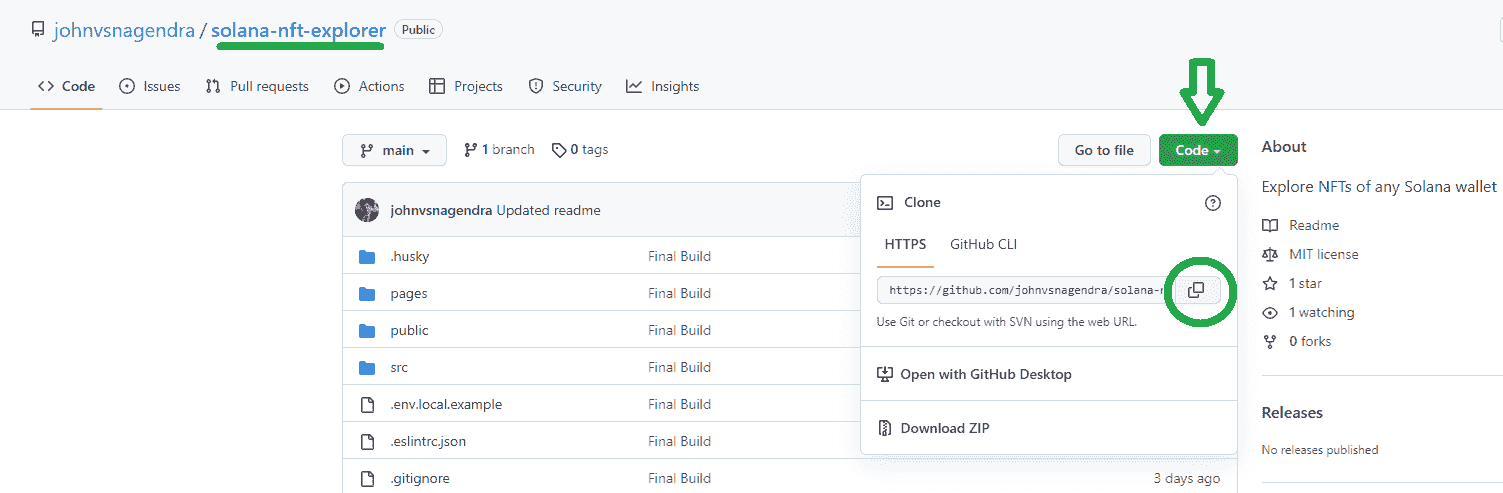 johnvsnagendra / solana-nft-explorer Public
Code Issues Pull requests Actions Projects Security Insights
main 1 branch 0 tags Go to file Code
johnvsnagendra Updated readme
.husky Final Build
pages Final Build
public Final Build
src Final Build
.env.local.example Final Build
.eslintrc.json Final Build
.gitignore Final Build 3 days ago
Clone
HTTPS GitHub CLI
https://github.com/johnvsnagendra/solana-
Use Git or checkout with SVN using the web URL.
Open with GitHub Desktop
Download ZIP
About
Explore NFTs of any Solana wallet
Readme
MIT license
1 star
1 watching
0 forks
Releases
No releases published